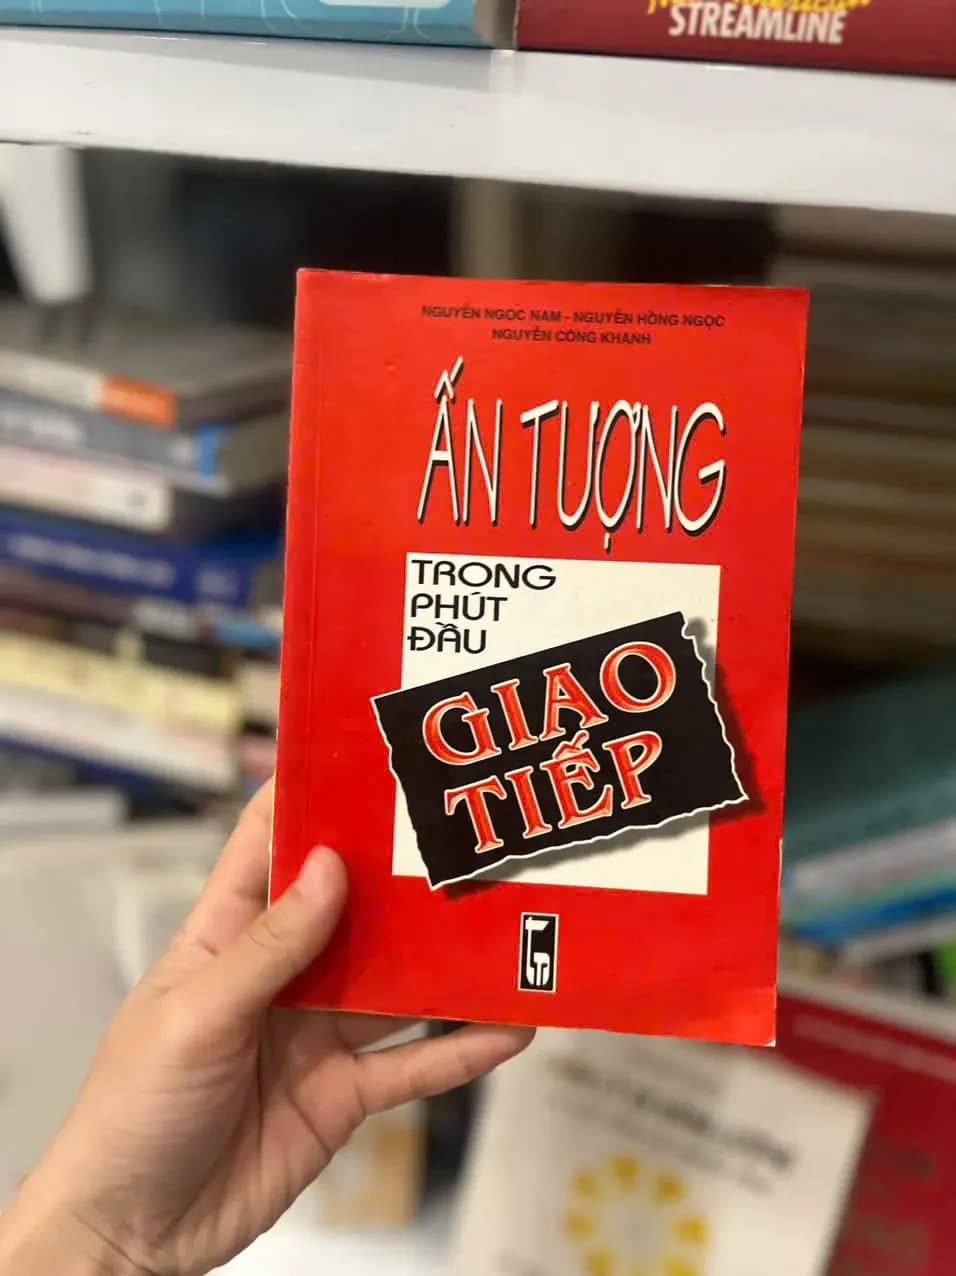 STREAMLINE
NGUYỄN NGỌC NAM - NGUYỄN HỒNG NGỌC
NGUYỄN CÔNG KHANH
ẤN TƯỢNG
TRONG
PHÚT
ĐẦU
GIAO
TIẾP